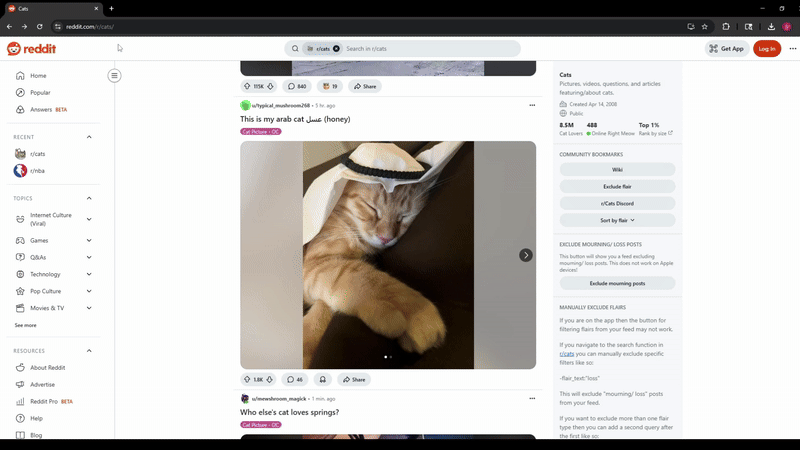 Cats
reddit.com/r/cats/
reddit
r/cats
Search in r/cats
Get App
Log In
Home
Popular
Answers BETA
RECENT
r/cats
r/nba
TOPICS
Internet Culture
(Viral)
Games
Q&As
Technology
Pop Culture
Movies & TV
See more
RESOURCES
About Reddit
Advertise
Reddit Pro BETA
Help
Blog
115K
840
19
Share
u/typical_mushroom268 • 5 hr. ago
This is my arab cat عسل (honey)
Cat Picture - OC
1.8K
46
Share
u/mewshroom_magick • 1 min. ago
Who else's cat loves springs?
Cat Picture - OC
Cats
Pictures, videos, questions, and articles
featuring/about cats.
Created Apr 14, 2008
Public
8.5M
488
Top 1%
Cat Lovers
Online Right Meow
Rank by size
COMMUNITY BOOKMARKS
Wiki
Exclude flair
r/Cats Discord
Sort by flair
EXCLUDE MOURNING/ LOSS POSTS
This button will show you a feed excluding
mourning/ loss posts. This does not work on Apple
devices!
Exclude mourning posts
MANUALLY EXCLUDE FLAIRS
If you are on the app then the button for
filtering flairs from your feed may not work.
If you navigate to the search function in
r/cats you can manually exclude specific
filters like so:
-flair_text:"loss"
This will exclude "mourning/ loss" posts
from your feed.
If you want to exclude more than one flair
type then you can add a second query after
the first like so: